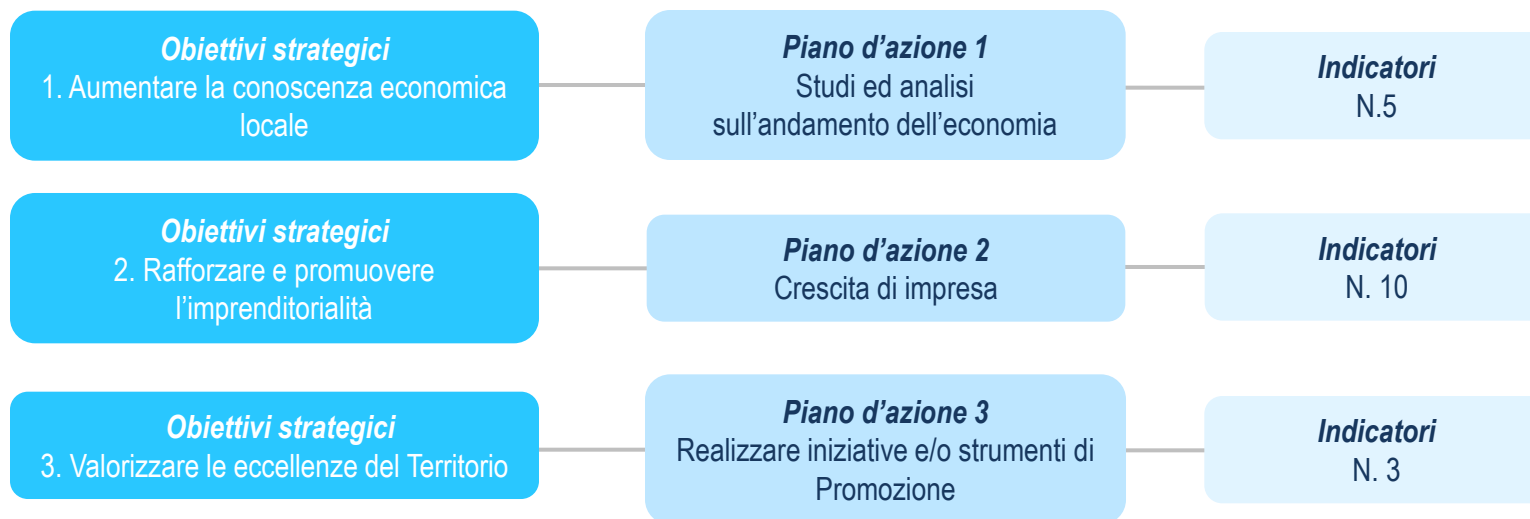 Obiettivi strategici
1. Aumentare la conoscenza economica
locale
Piano d'azione 1
Studi ed analisi
sull'andamento dell'economia
Indicatori
N.5
Obiettivi strategici
2. Rafforzare e promuovere
l'imprenditorialità
Piano d'azione 2
Crescita di impresa
Indicatori
N. 10
Obiettivi strategici
3. Valorizzare le eccellenze del Territorio
Piano d'azione 3
Realizzare iniziative e/o strumenti di
Promozione
Indicatori
N. 3